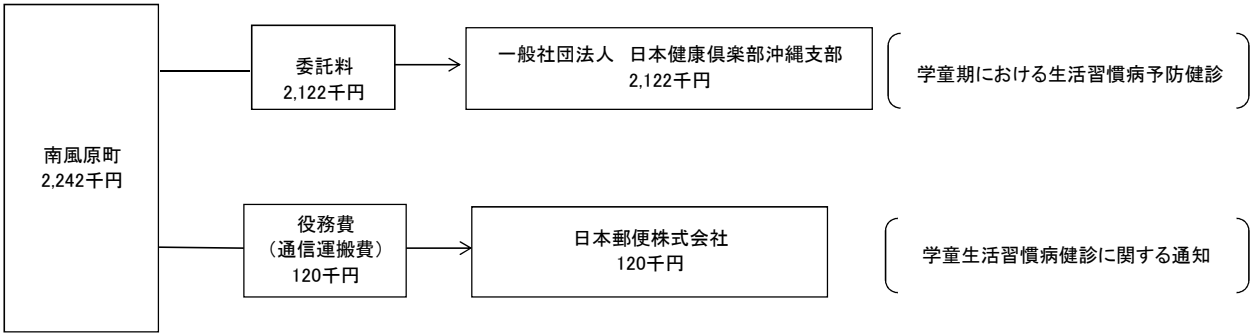 南風原町
2,242千円
委託料
2,122千円
一般社団法人　日本健康倶楽部沖縄支部
2,122千円
学童期における生活習慣病予防健診
役務費
（通信運搬費）
120千円
日本郵便株式会社
120千円
学童生活習慣病健診に関する通知